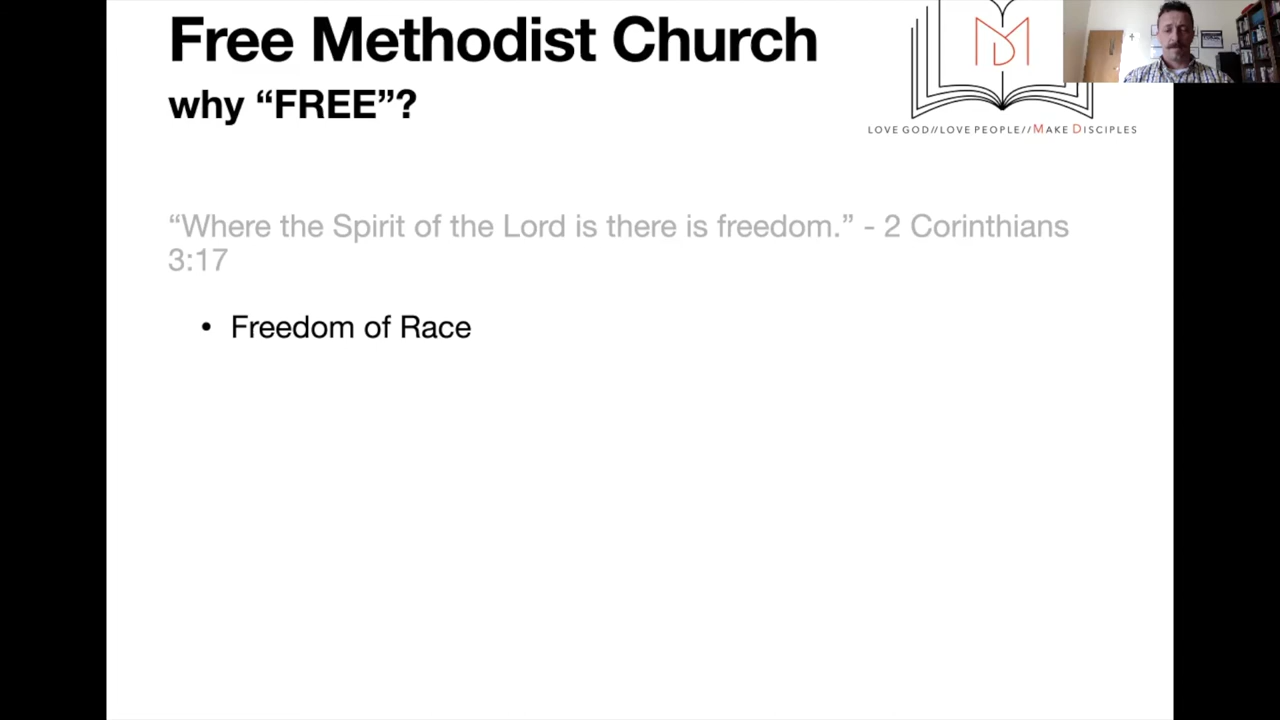 Free Methodist Church
why “FREE”?
MD
LOVE GOD//LOVE PEOPLE//MAKE DISCIPLES
“Where the Spirit of the Lord is there is freedom.” - 2 Corinthians
3:17
• Freedom of Race